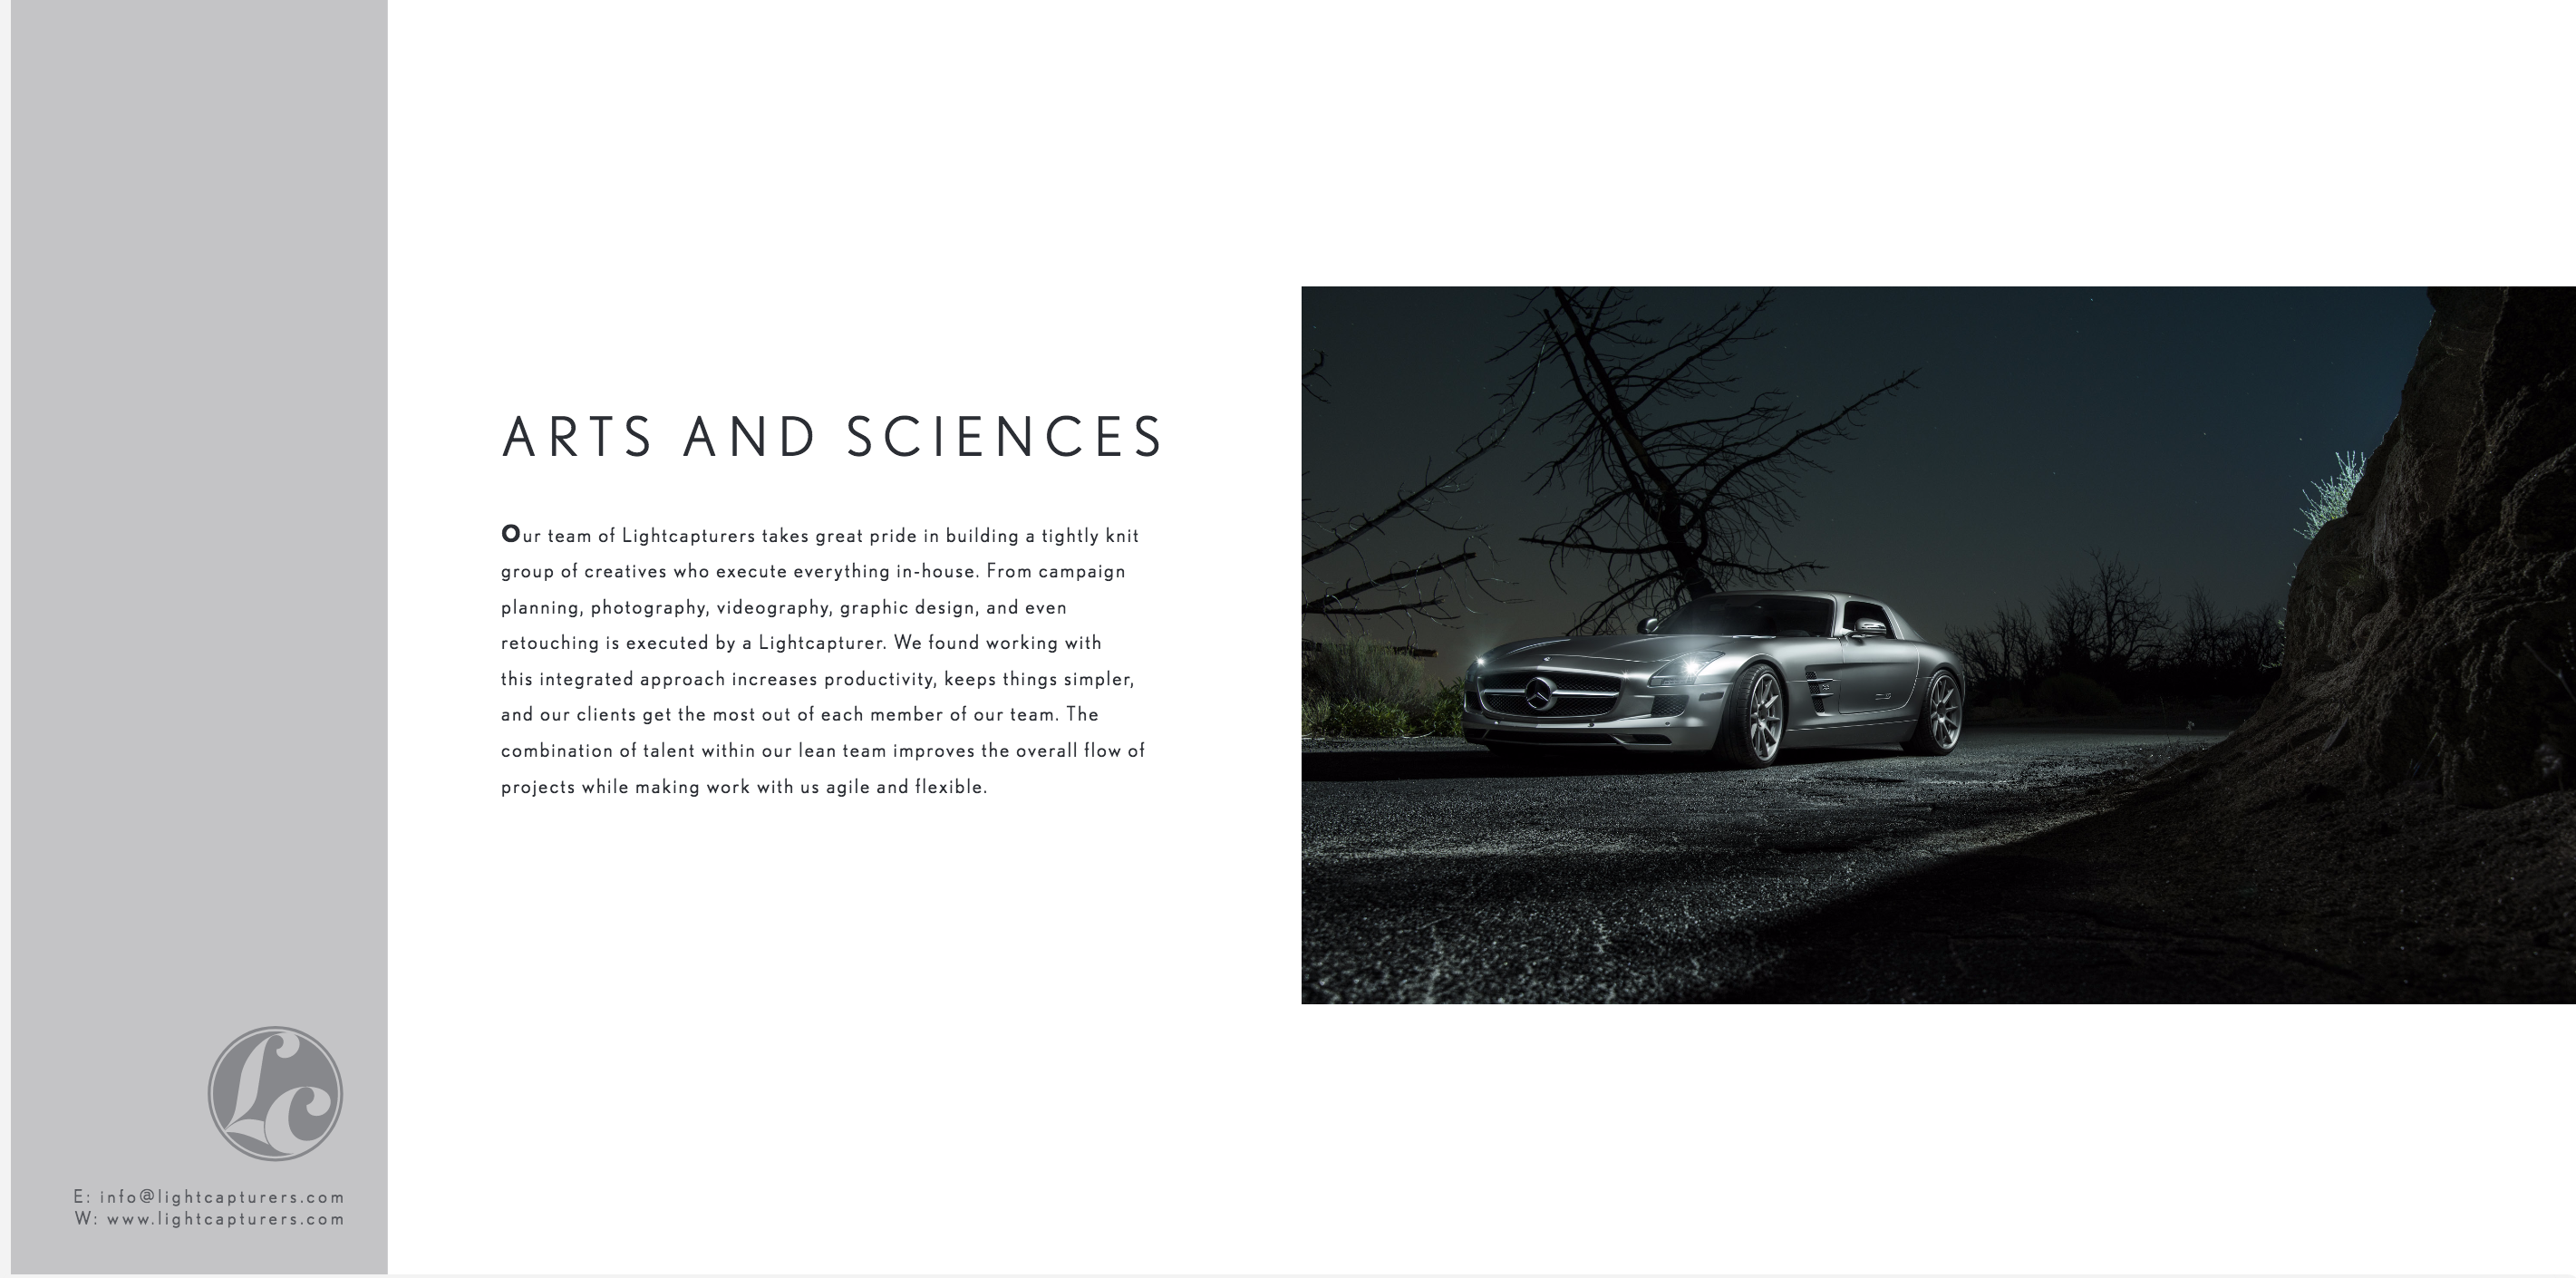 ARTS AND SCIENCES
Our team of Lightcapturers takes great pride in building a tightly knit
group of creatives who execute everything in-house. From campaign
planning, photography, videography, graphic design, and even
retouching is executed by a Lightcapturer. We found working with
this integrated approach increases productivity, keeps things simpler,
and our clients get the most out of each member of our team. The
combination of talent within our lean team improves the overall flow of
projects while making work with us agile and flexible.
Lc
E: info@lightcapturers.com
W: www.lightcapturers.com